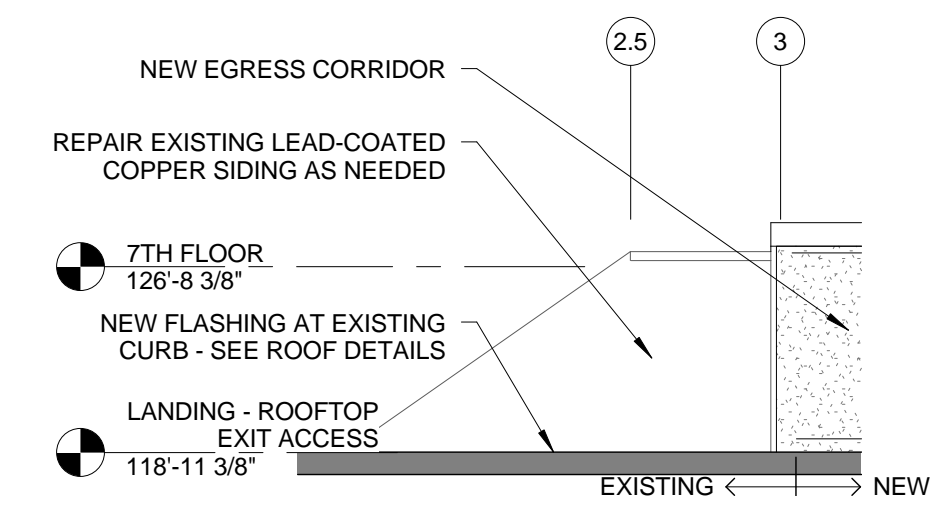 2.5
3
NEW EGRESS CORRIDOR
REPAIR EXISTING LEAD-COATED
COPPER SIDING AS NEEDED
7TH FLOOR
126'-8 3/8"
NEW FLASHING AT EXISTING
CURB - SEE ROOF DETAILS
LANDING - ROOFTOP
EXIT ACCESS
118'-11 3/8"
EXISTING
NEW